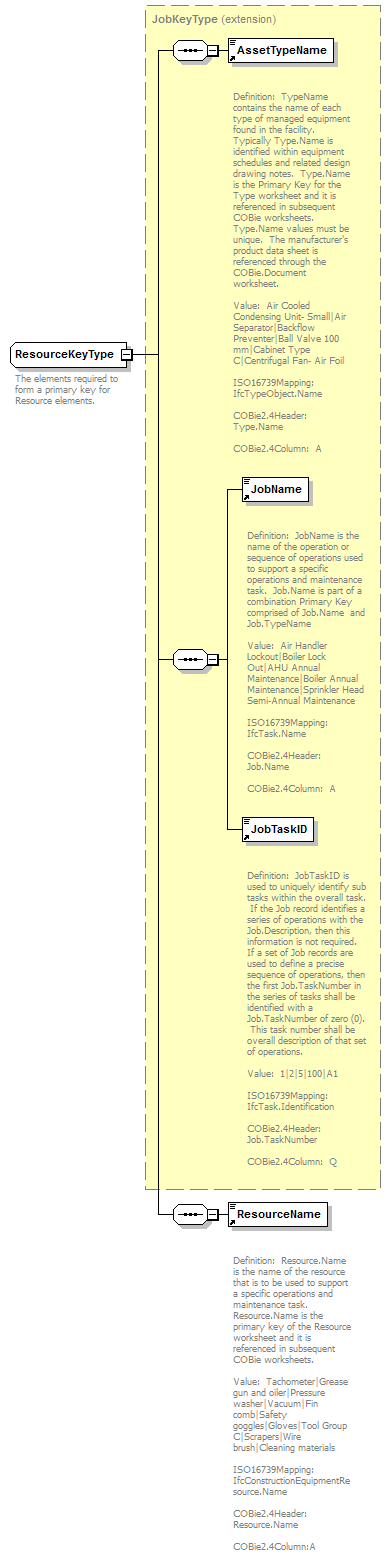 JobKeyType (extension)
AssetTypeName
Definition:  TypeName
contains the name of each
type of managed equipment
found in the facility.
Typically Type.Name is
identified within equipment
schedules and related design
drawing notes.  Type.Name
is the Primary Key for the
Type worksheet and it is
referenced in subsequent
COBie worksheets.
Type.Name values must be
unique.  The manufacturer's
product data sheet is
referenced through the
COBie.Document
worksheet.
Value:  Air Cooled
Condensing Unit- Small|Air
Separator|Backflow
Preventer|Ball Valve 100
mm|Cabinet Type
C|Centrifugal Fan- Air Foil
ISO16739Mapping:
IfcTypeObject.Name
COBie2.4Header:
Type.Name
COBie2.4Column:  A
ResourceKeyType
The elements required to
form a primary key for
Resource elements.
JobName
Definition:  JobName is the
name of the operation or
sequence of operations used
to support a specific
operations and maintenance
task.  Job.Name is part of a
combination Primary Key
comprised of Job.Name  and
Job.TypeName
Value:  Air Handler
Lockout|Boiler Lock
Out|AHU Annual
Maintenance|Boiler Annual
Maintenance|Sprinkler Head
Semi-Annual Maintenance
ISO16739Mapping:
IfcTask.Name
COBie2.4Header:
Job.Name
COBie2.4Column:  A
JobTaskID
Definition:  JobTaskID is
used to uniquely identify sub
tasks within the overall task.
If the Job record identifies a
series of operations with the
Job.Description, then this
information is not required.
If a set of Job records are
used to define a precise
sequence of operations, then
the first Job.TaskNumber in
the series of tasks shall be
identified with a
Job.TaskNumber of zero (0).
This task number shall be
overall description of that set
of operations.
Value:  1|2|5|100|A1
ISO16739Mapping:
IfcTask.Identification
COBie2.4Header:
Job.TaskNumber
COBie2.4Column:  Q
ResourceName
Definition:  Resource.Name
is the name of the resource
that is to be used to support
a specific operations and
maintenance task.
Resource.Name is the
primary key of the Resource
worksheet and it is
referenced in subsequent
COBie worksheets.
Value:  Tachometer|Grease
gun and oiler|Pressure
washer|Vacuum|Fin
comb|Safety
goggles|Gloves|Tool Group
C|Scrapers|Wire
brush|Cleaning materials
ISO16739Mapping:
IfcConstructionEquipmentRe
source.Name
COBie2.4Header:
Resource.Name
COBie2.4Column:A